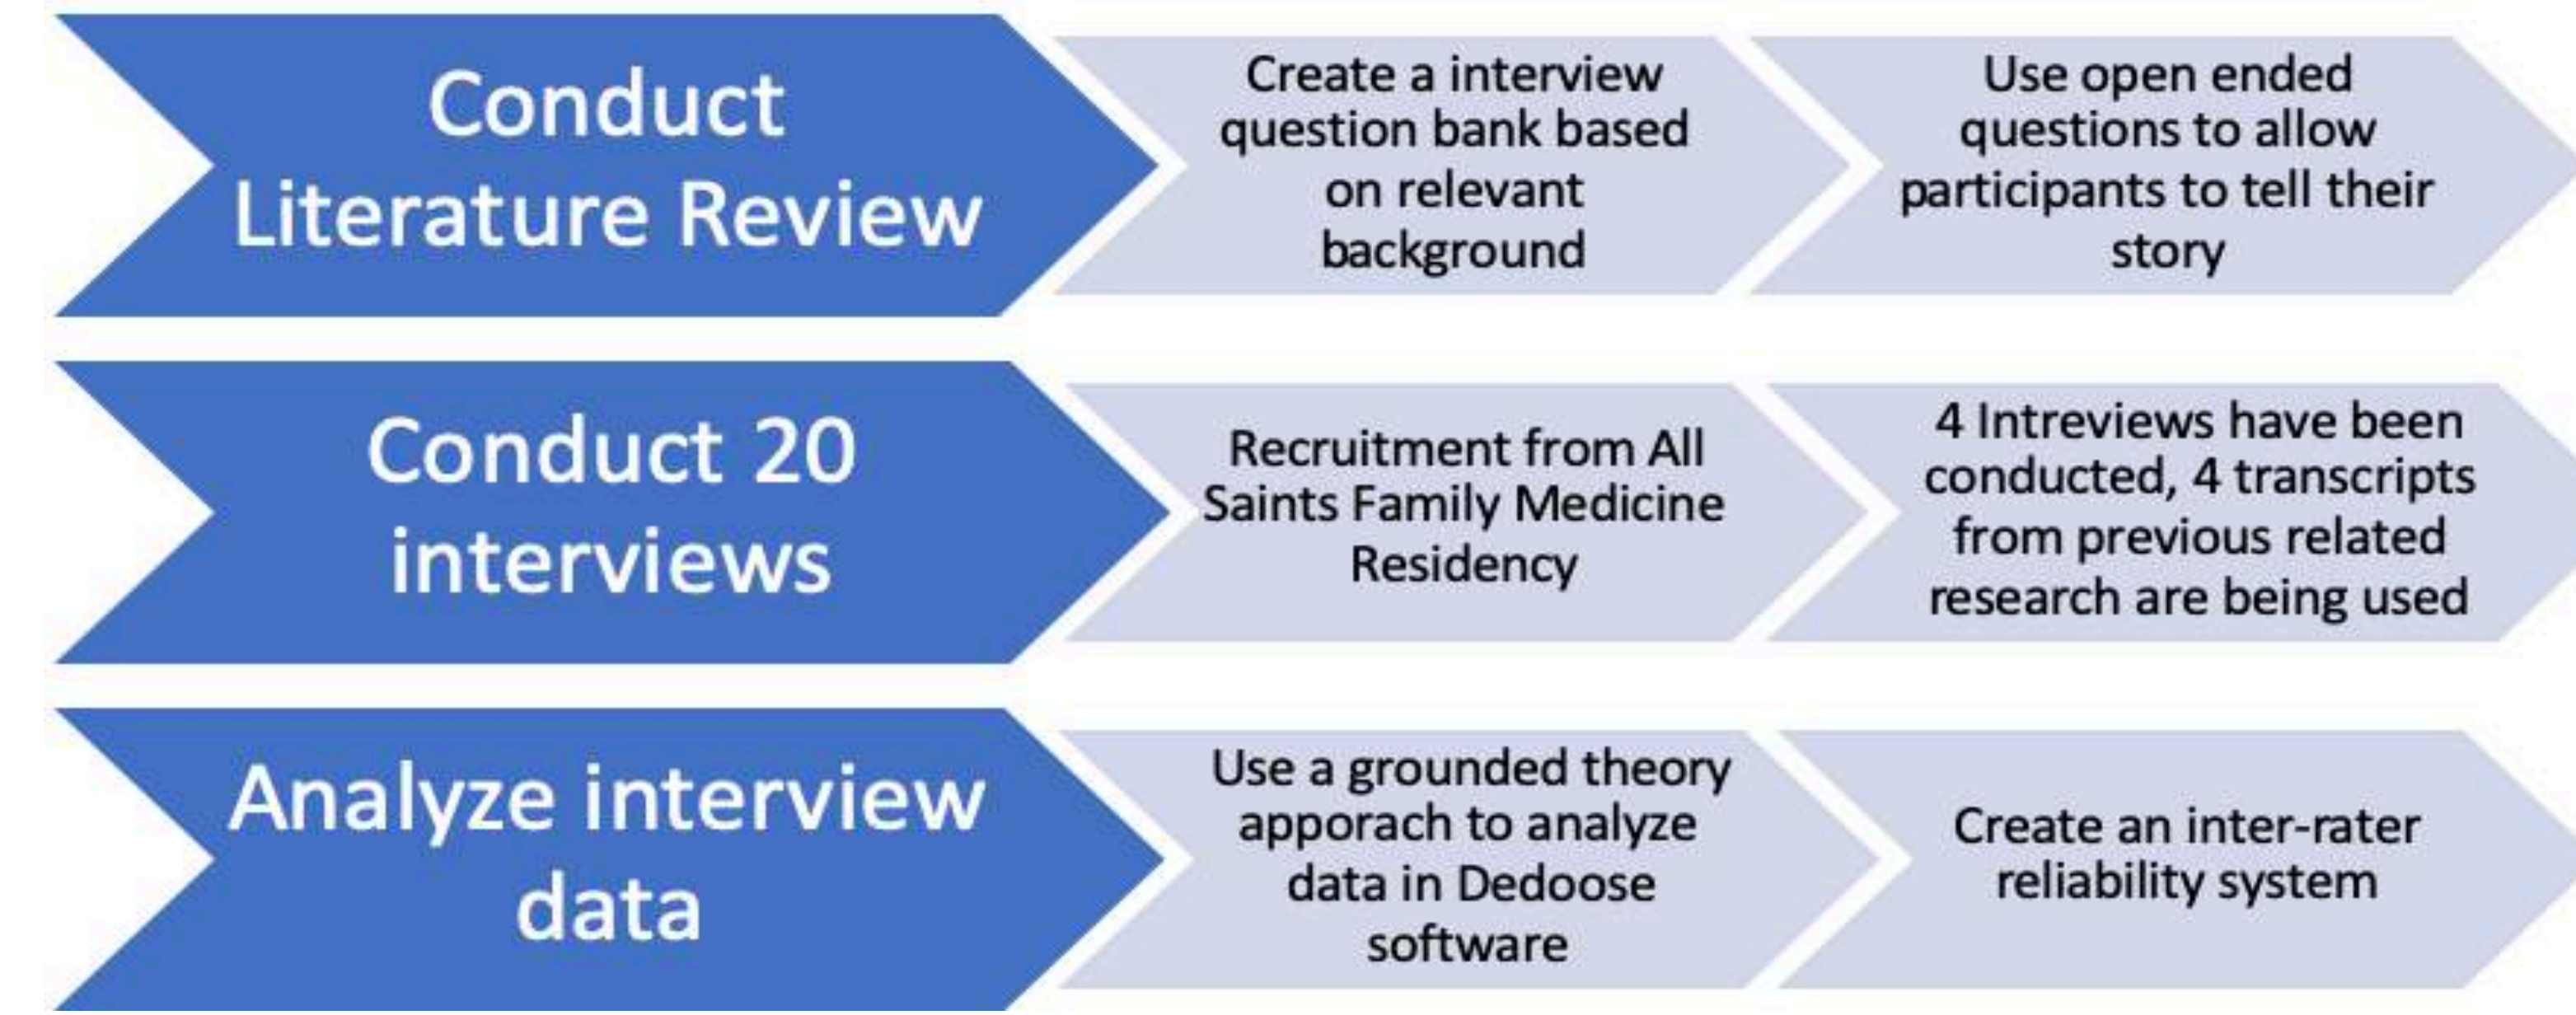 Conduct
Literature Review
Create a interview
question bank based
on relevant
background
Use open ended
questions to allow
participants to tell their
story
Conduct 20
interviews
Recruitment from All
Saints Family Medicine
Residency
4 Intreviews have been
conducted, 4 transcripts
from previous related
research are being used
Analyze interview
data
Use a grounded theory
apporach to analyze
data in Dedoose
software
Create an inter-rater
reliability system